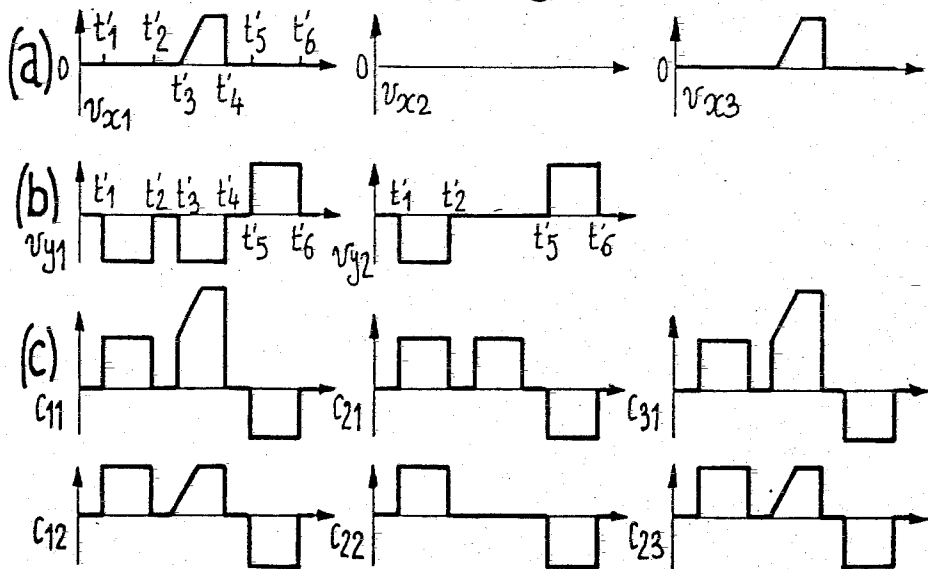 (a) 0 t'1 t'2 t'3 t'4 t'5 t'6 vx1 0 vx2 0 vx3
(b) t'1 t'2 t'3 t'4 t'5 t'6 vy1 t'1 t'2 t'5 t'6 vy2
(c) c11 c21 c31
c12 c22 c23